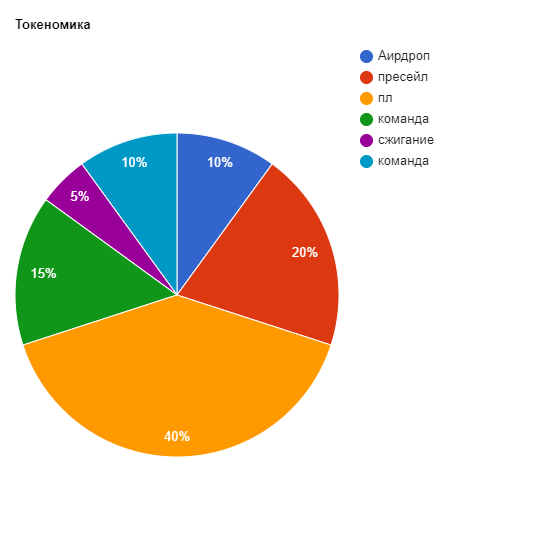 Токеномика
Аирдроп
пресейл
пл
команда
сжигание
команда
10%
10%
5%
20%
15%
40%